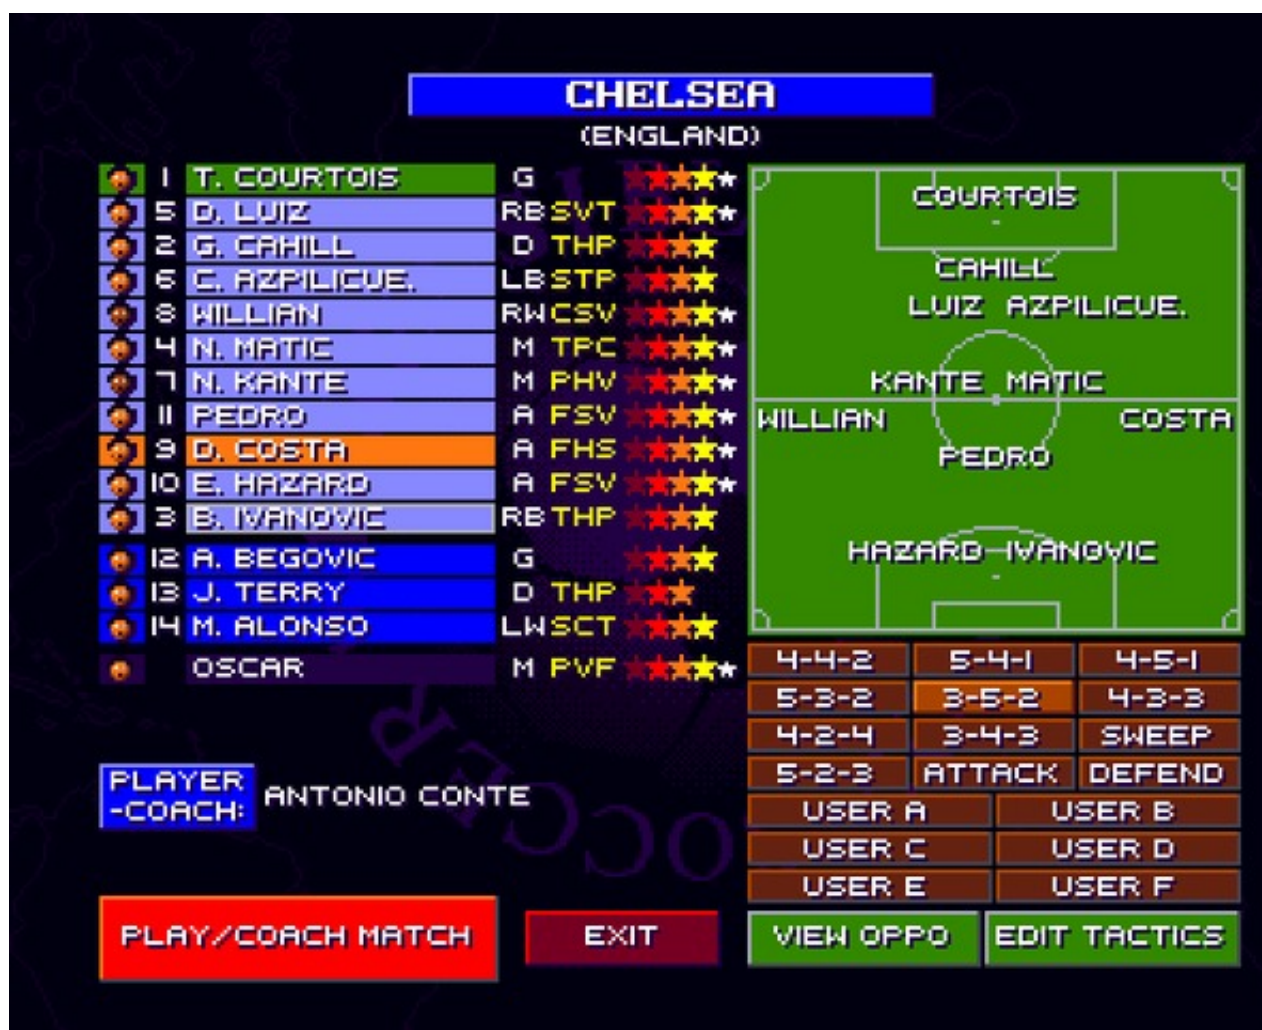 CHELSEA
(ENGLAND)
1 T. COURTOIS G
5 D. LUIZ RB SVT
2 G. CAHILL D THP
6 C. AZPILICUE. LB STP
8 WILLIAN RW CSV
4 N. MATIC M TPC
7 N. KANTE M PHV
11 PEDRO A FSV
9 D. COSTA A FHS
10 E. HAZARD A FSV
3 B. IVANOVIC RB THP
12 A. BEGOVIC G
13 J. TERRY D THP
14 M. ALONSO LW SCT
OSCAR M PVF
COURTOIS
CAHILL
LUIZ AZPILICUE.
KANTE MATIC
WILLIAN COSTA
PEDRO
HAZARD IVANOVIC
4-4-2 5-4-1 4-5-1
5-3-2 3-5-2 4-3-3
4-2-4 3-4-3 SWEEP
5-2-3 ATTACK DEFEND
USER A USER B
USER C USER D
USER E USER F
PLAYER
-COACH:
ANTONIO CONTE
PLAY/COACH MATCH
EXIT
VIEW OPPO
EDIT TACTICS
OCCER